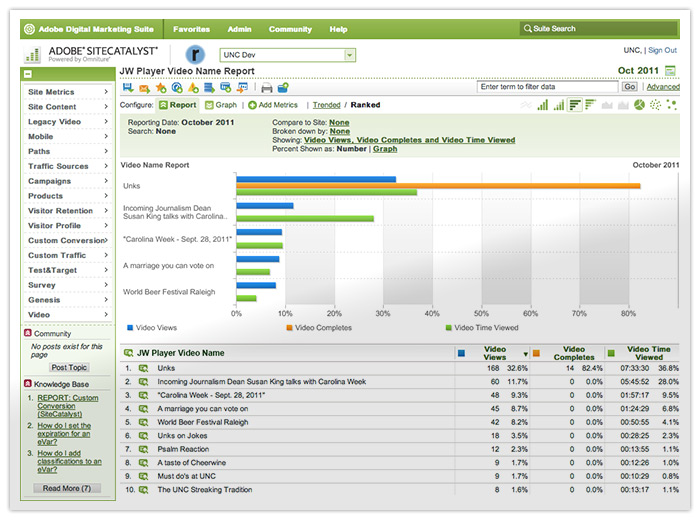 Adobe Digital Marketing Suite Favorites Admin Community Help Suite Search
ADOBE® SITECATALYST®
Powered by Omniture®
r UNC Dev
UNC, | Sign Out
JW Player Video Name Report Oct 2011
Enter term to filter data Go Advanced
Configure: Report Graph | Add Metrics | Trended / Ranked
Reporting Date: October 2011
Search: None
Compare to Site: None
Broken down by: None
Showing: Video Views, Video Completes and Video Time Viewed
Percent Shown as: Number | Graph
Site Metrics
Site Content
Legacy Video
Mobile
Paths
Traffic Sources
Campaigns
Products
Visitor Retention
Visitor Profile
Custom Conversion
Custom Traffic
Test&Target
Survey
Genesis
Video
Community
No posts exist for this
page
Post Topic
Knowledge Base
1. REPORT: Custom
Conversion
(SiteCatalyst)
2. How do I set the
expiration for an
eVar?
3. How do I add
classifications to an
eVar?
Read More (7)
Video Name Report October 2011
Unks
Incoming Journalism Dean
Susan King talks with Carolina..
"Carolina Week - Sept. 28, 2011"
A marriage you can vote on
World Beer Festival Raleigh
0% 10% 20% 30% 40% 50% 60% 70% 80%
Video Views Video Completes Video Time Viewed
JW Player Video Name Video Views Video Completes Video Time Viewed
1. Unks 168 32.6% 14 82.4% 07:33:30 36.8%
2. Incoming Journalism Dean Susan King talks with Carolina Week 60 11.7% 0 0.0% 05:45:52 28.0%
3. "Carolina Week - Sept. 28, 2011" 48 9.3% 0 0.0% 01:57:17 9.5%
4. A marriage you can vote on 45 8.7% 0 0.0% 01:24:29 6.8%
5. World Beer Festival Raleigh 42 8.2% 0 0.0% 00:50:55 4.1%
6. Unks on Jokes 18 3.5% 0 0.0% 00:28:25 2.3%
7. Psalm Reaction 12 2.3% 0 0.0% 00:13:55 1.1%
8. A taste of Cheerwine 9 1.7% 0 0.0% 00:12:26 1.0%
9. Must do's at UNC 9 1.7% 0 0.0% 00:10:29 0.8%
10. The UNC Streaking Tradition 8 1.6% 0 0.0% 00:13:17 1.1%